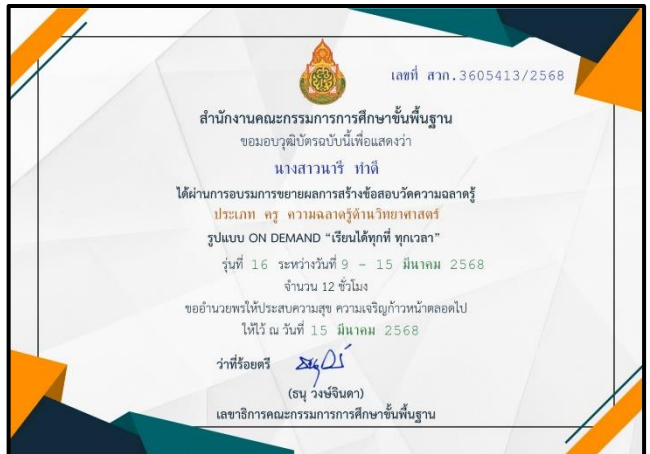 เลขที่ สวก.3605413/2568
สำนักงานคณะกรรมการการศึกษาขั้นพื้นฐาน
ขอมอบวุฒิบัตรฉบับนี้เพื่อแสดงว่า
นางสาวนารี ทำดี
ได้ผ่านการอบรมการขยายผลการสร้างข้อสอบวัดความฉลาดรู้
ประเภท ครู ความฉลาดรู้ด้านวิทยาศาสตร์
รูปแบบ ON DEMAND “เรียนได้ทุกที่ ทุกเวลา”
รุ่นที่ 16 ระหว่างวันที่ 9 - 15 มีนาคม 2568
จำนวน 12 ชั่วโมง
ขออำนวยพรให้ประสบความสุข ความเจริญก้าวหน้าตลอดไป
ให้ไว้ ณ วันที่ 15 มีนาคม 2568
ว่าที่ร้อยตรี
(ธนุ วงษ์จินดา)
เลขาธิการคณะกรรมการการศึกษาขั้นพื้นฐาน